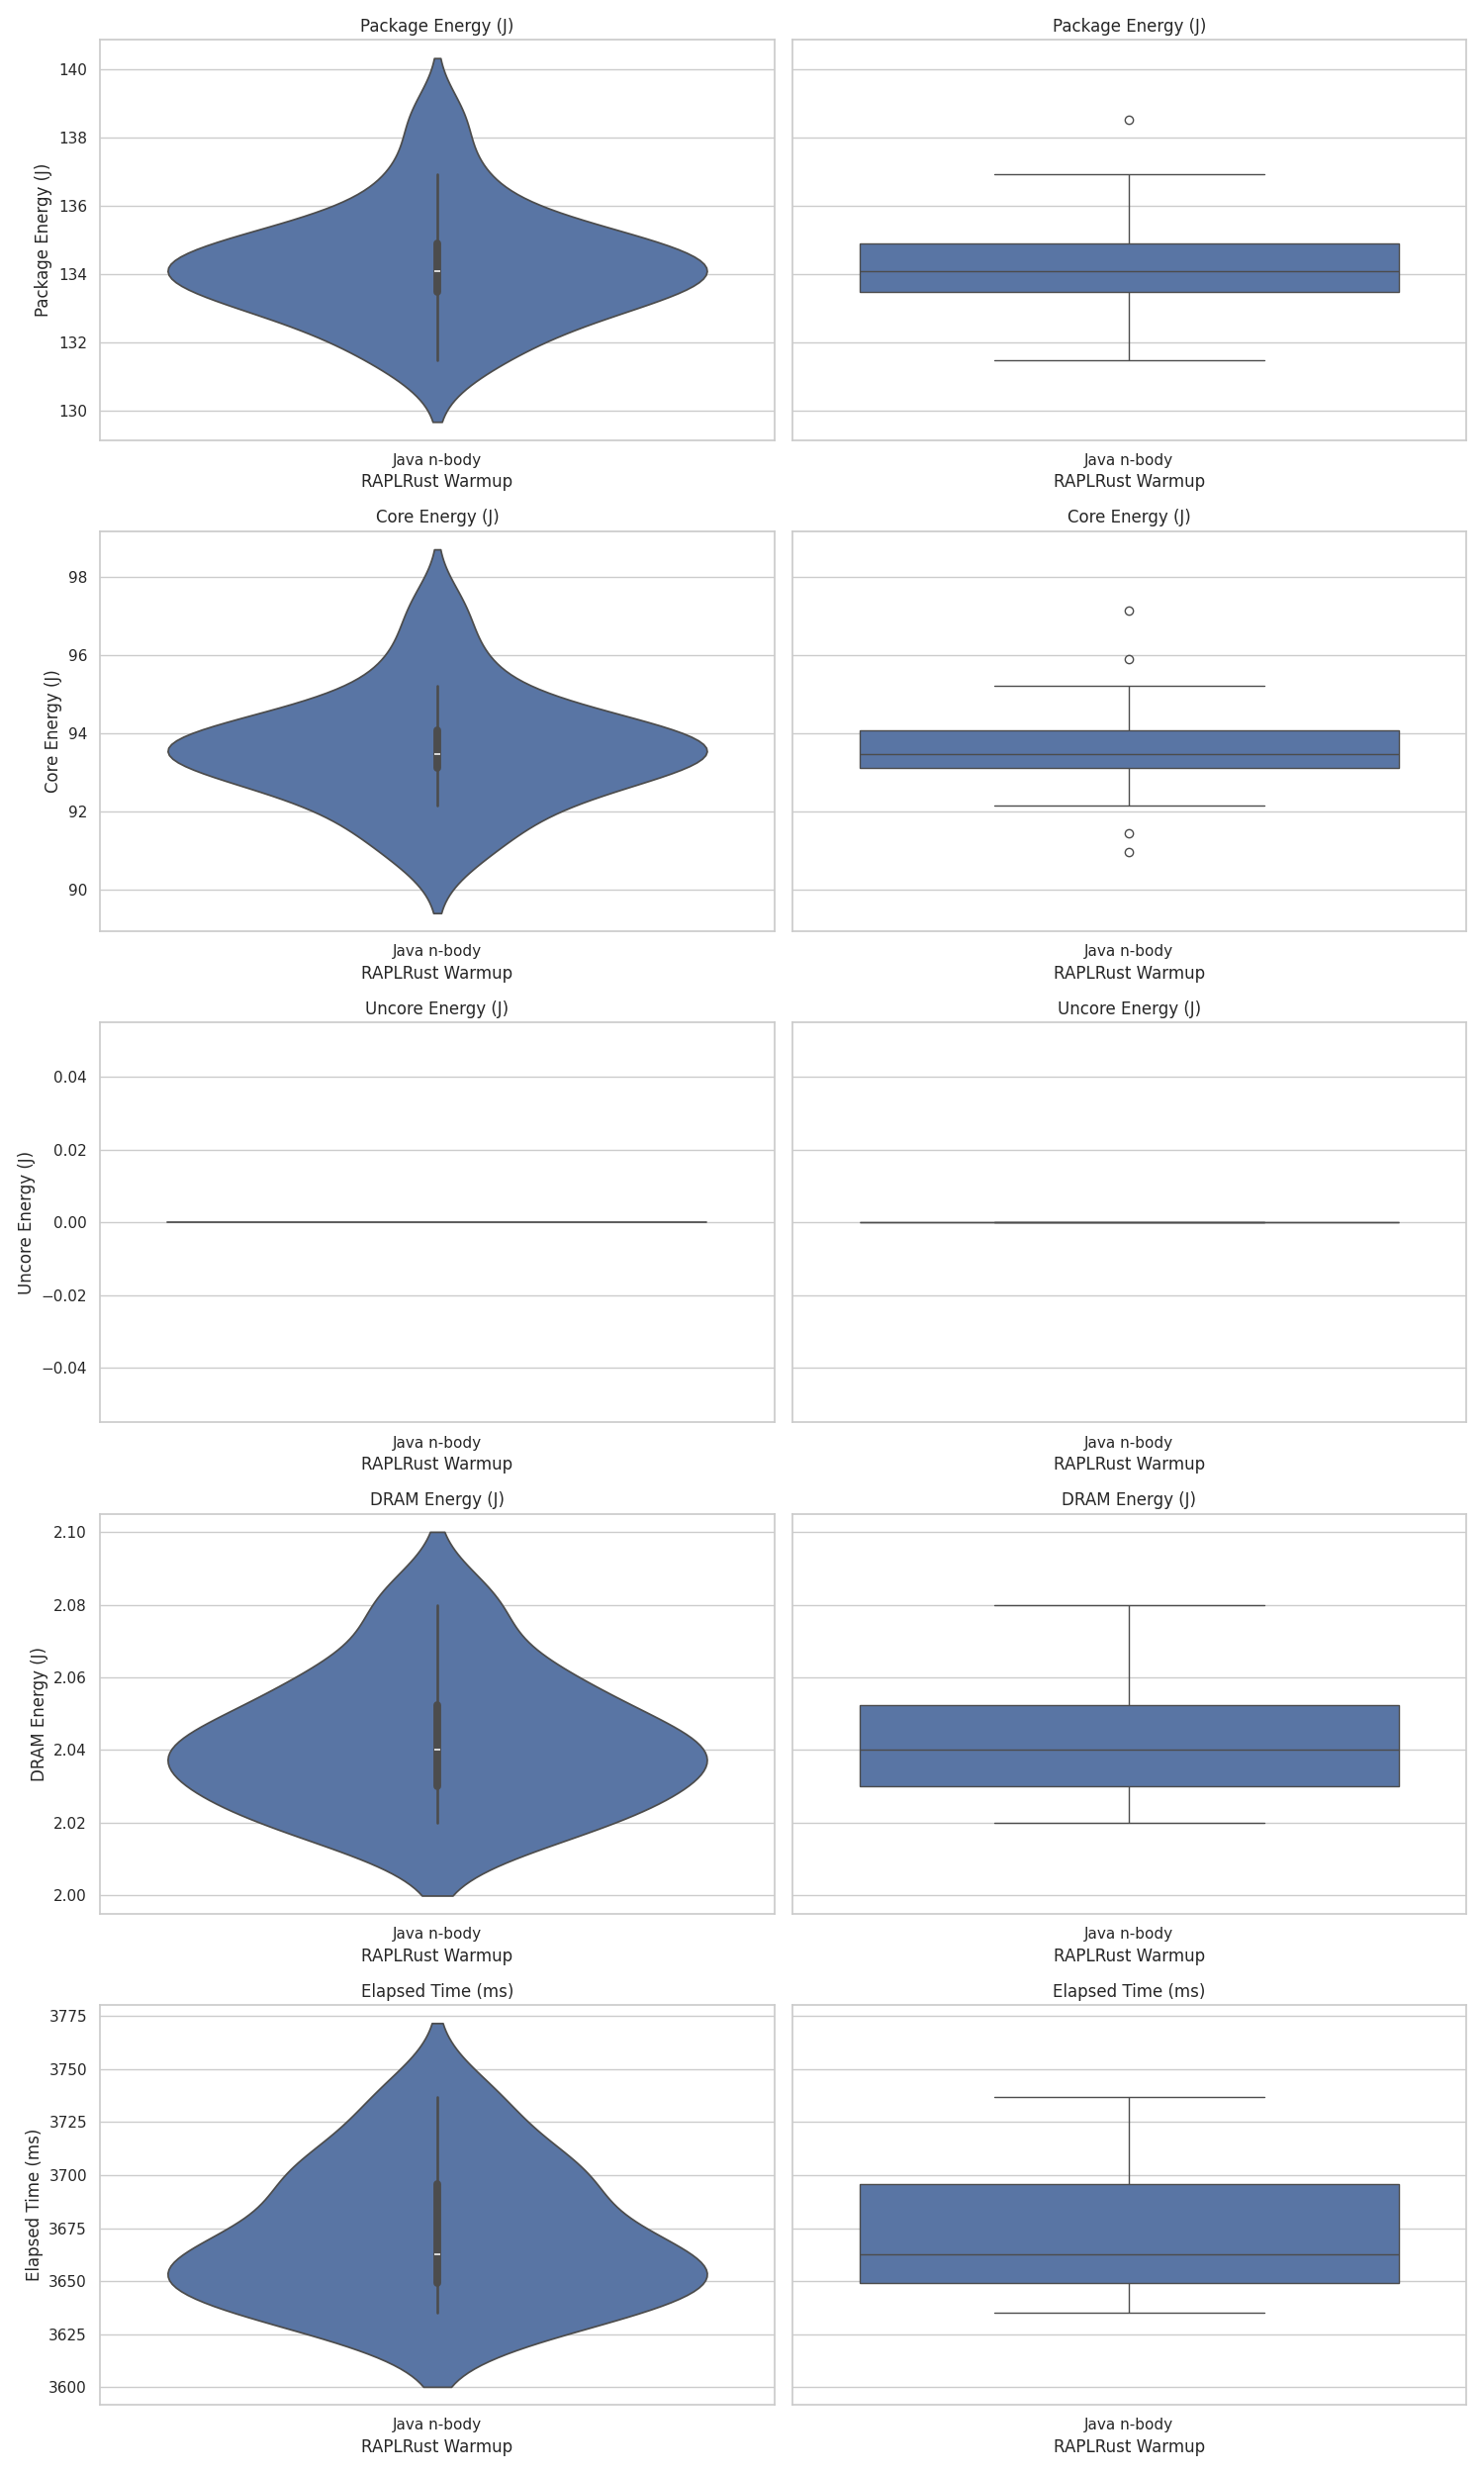 Package Energy (J)
Package Energy (J)
Package Energy (J)
140
138
136
134
132
130
Java n-body
RAPLRust Warmup
Java n-body
RAPLRust Warmup
Core Energy (J)
Core Energy (J)
Core Energy (J)
98
96
94
92
90
Java n-body
RAPLRust Warmup
Java n-body
RAPLRust Warmup
Uncore Energy (J)
Uncore Energy (J)
Uncore Energy (J)
0.04
0.02
0.00
−0.02
−0.04
Java n-body
RAPLRust Warmup
Java n-body
RAPLRust Warmup
DRAM Energy (J)
DRAM Energy (J)
DRAM Energy (J)
2.10
2.08
2.06
2.04
2.02
2.00
Java n-body
RAPLRust Warmup
Java n-body
RAPLRust Warmup
Elapsed Time (ms)
Elapsed Time (ms)
Elapsed Time (ms)
3775
3750
3725
3700
3675
3650
3625
3600
Java n-body
RAPLRust Warmup
Java n-body
RAPLRust Warmup